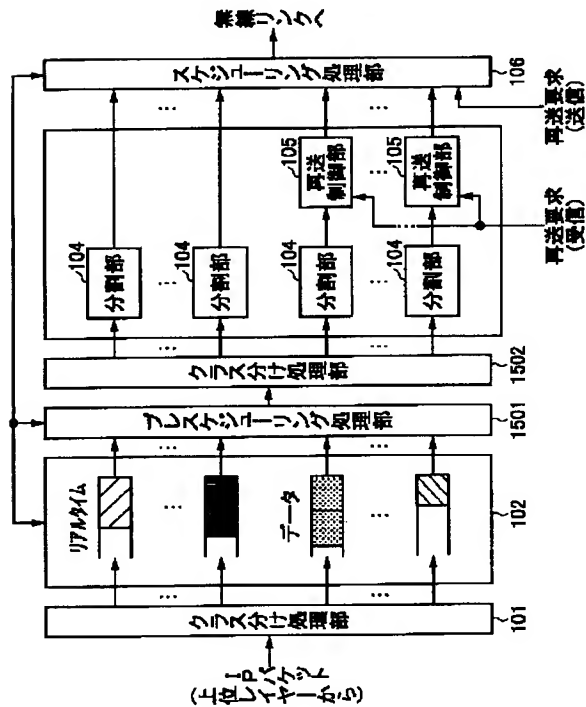 IPパケット
(上位レイヤーから)
クラス分け処理部
101
リアルタイム
データ
102
プレスケジューリング処理部
1501
クラス分け処理部
1502
分割部
104
分割部
104
分割部
104
分割部
104
再送
制御部
105
再送
制御部
105
再送要求
(受信)
スケジューリング処理部
106
再送要求
(送信)
無線リンクへ